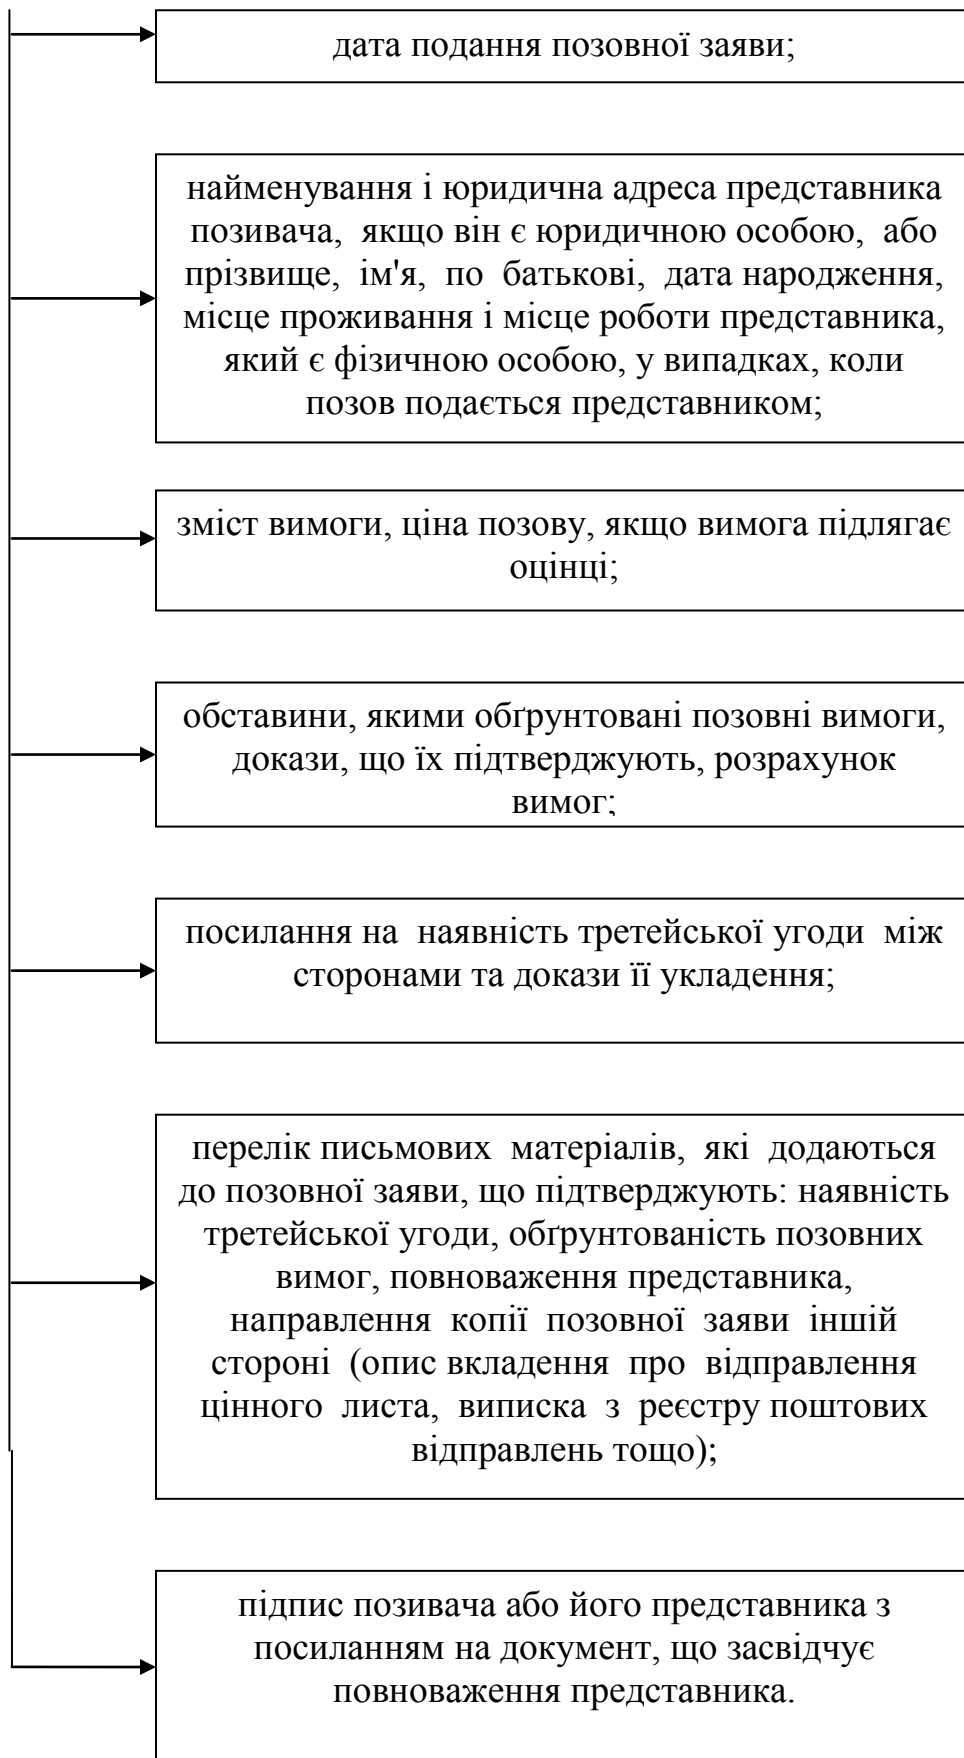 дата подання позовної заяви;
найменування і юридична адреса представника
позивача, якщо він є юридичною особою, або
прізвище, ім'я, по батькові, дата народження,
місце проживання і місце роботи представника,
який є фізичною особою, у випадках, коли
позов подається представником;
зміст вимоги, ціна позову, якщо вимога підлягає
оцінці;
обставини, якими обґрунтовані позовні вимоги,
докази, що їх підтверджують, розрахунок
вимог;
посилання на наявність третейської угоди між
сторонами та докази її укладення;
перелік письмових матеріалів, які додаються
до позовної заяви, що підтверджують: наявність
третейської угоди, обґрунтованість позовних
вимог, повноваження представника,
направлення копії позовної заяви іншій
стороні (опис вкладення про відправлення
цінного листа, виписка з реєстру поштових
відправлень тощо);
підпис позивача або його представника з
посиланням на документ, що засвідчує
повноваження представника.